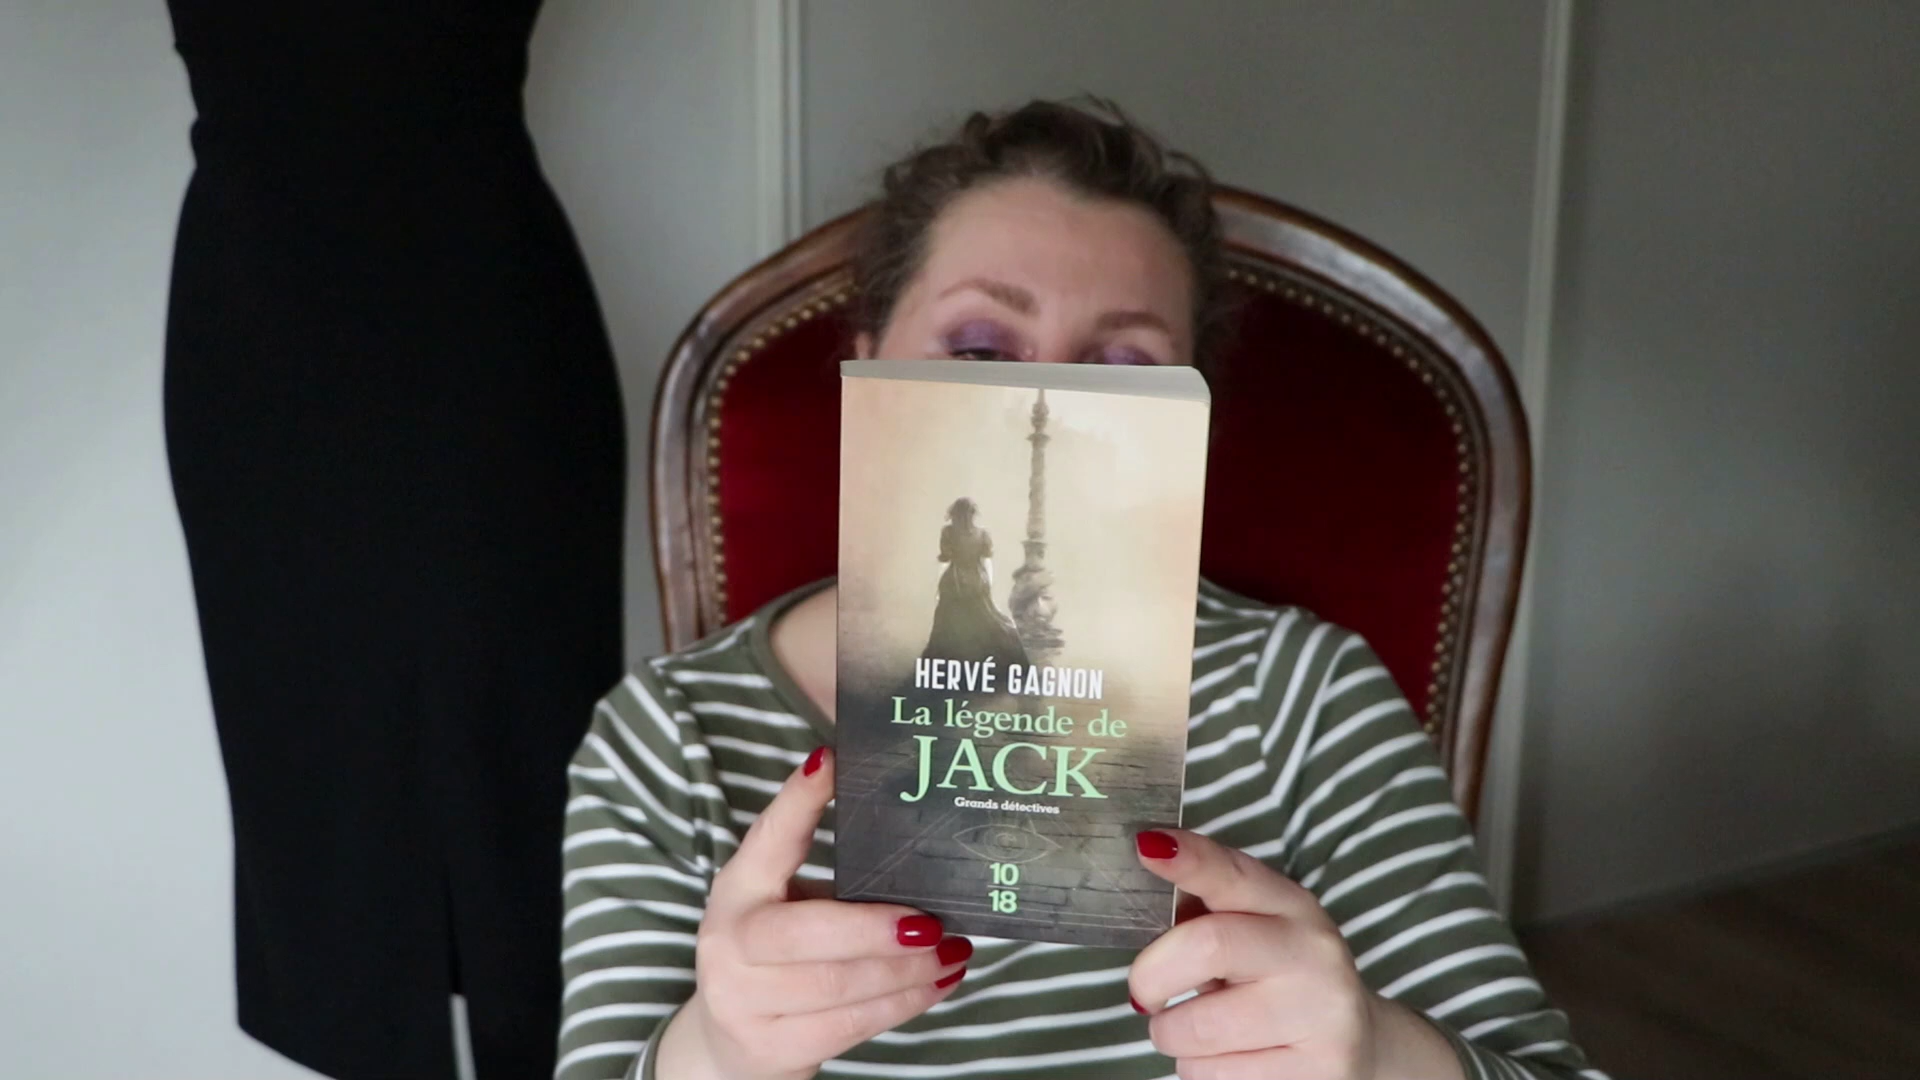 HERVÉ GAGNON
La légende de
JACK
Grands détectives
10
18